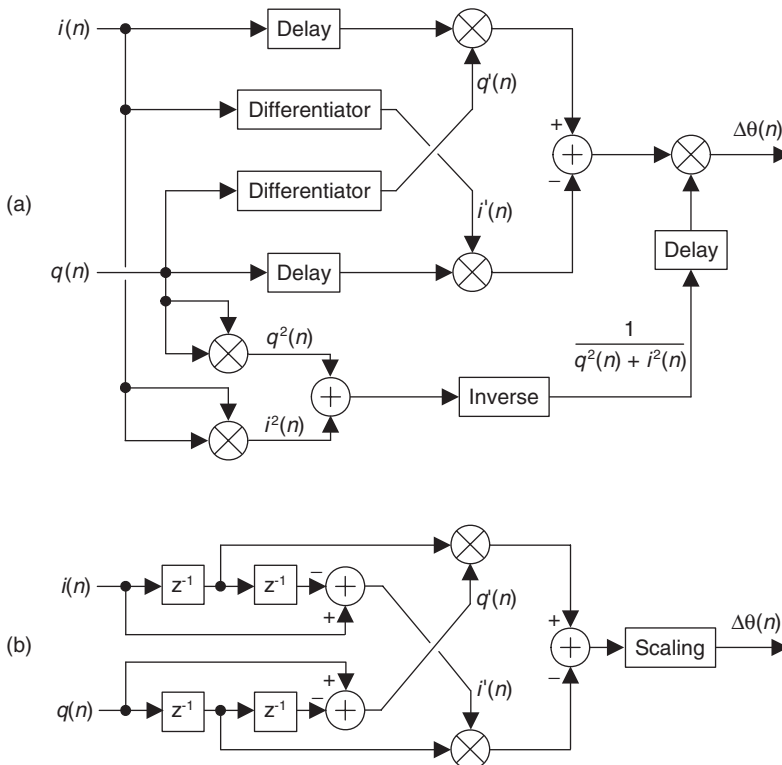 i(n)
Delay
q'(n)
Differentiator
Δθ(n)
+
−
(a)
Differentiator
i'(n)
Delay
q(n)
Delay
q²(n)
1
q²(n) + i²(n)
Inverse
i²(n)
i(n)
z⁻¹
z⁻¹
−
+
q'(n)
Δθ(n)
+
(b)
Scaling
−
+
i'(n)
q(n)
z⁻¹
z⁻¹
−